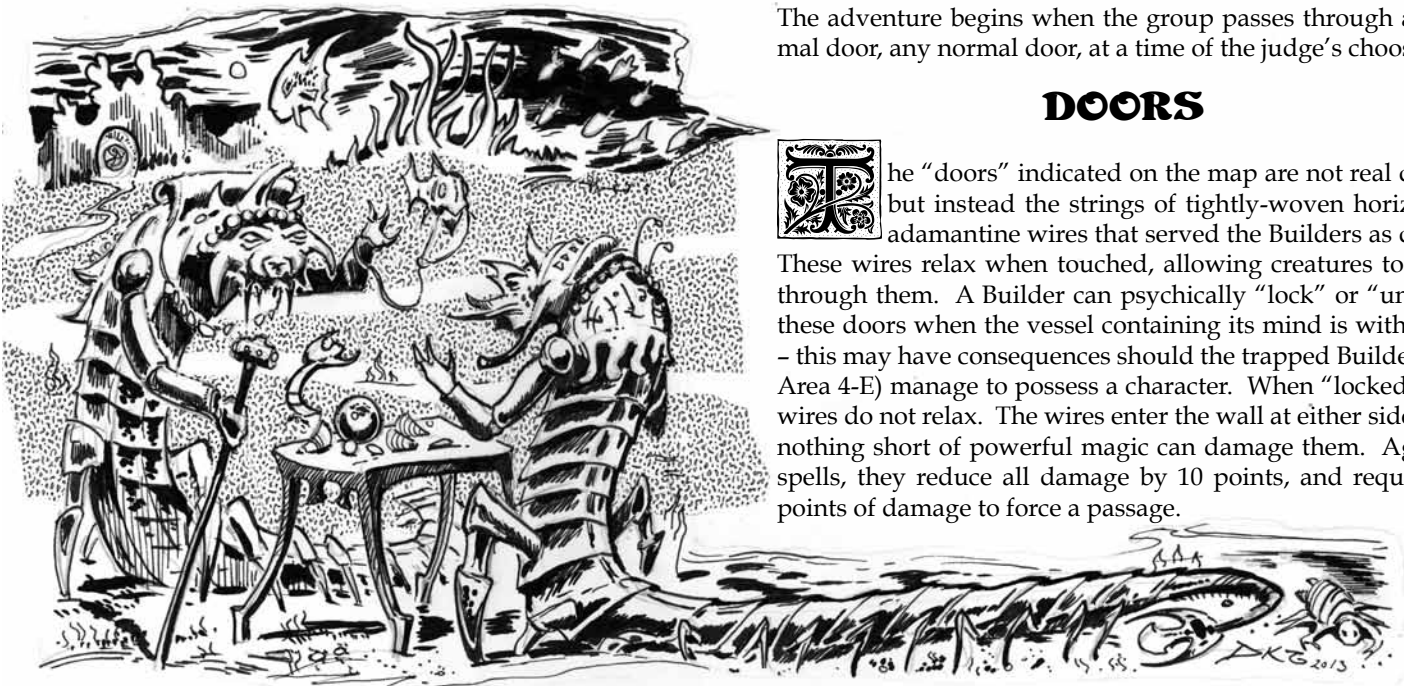 The adventure begins when the group passes through a
mal door, any normal door, at a time of the judge’s choos
DOORS
The “doors” indicated on the map are not real
but instead the strings of tightly-woven horiz
adamantine wires that served the Builders as
These wires relax when touched, allowing creatures to
through them. A Builder can psychically “lock” or “un
these doors when the vessel containing its mind is with
– this may have consequences should the trapped Builde
Area 4-E) manage to possess a character. When “locked
wires do not relax. The wires enter the wall at either side
nothing short of powerful magic can damage them. Ag
spells, they reduce all damage by 10 points, and requ
points of damage to force a passage.
2013